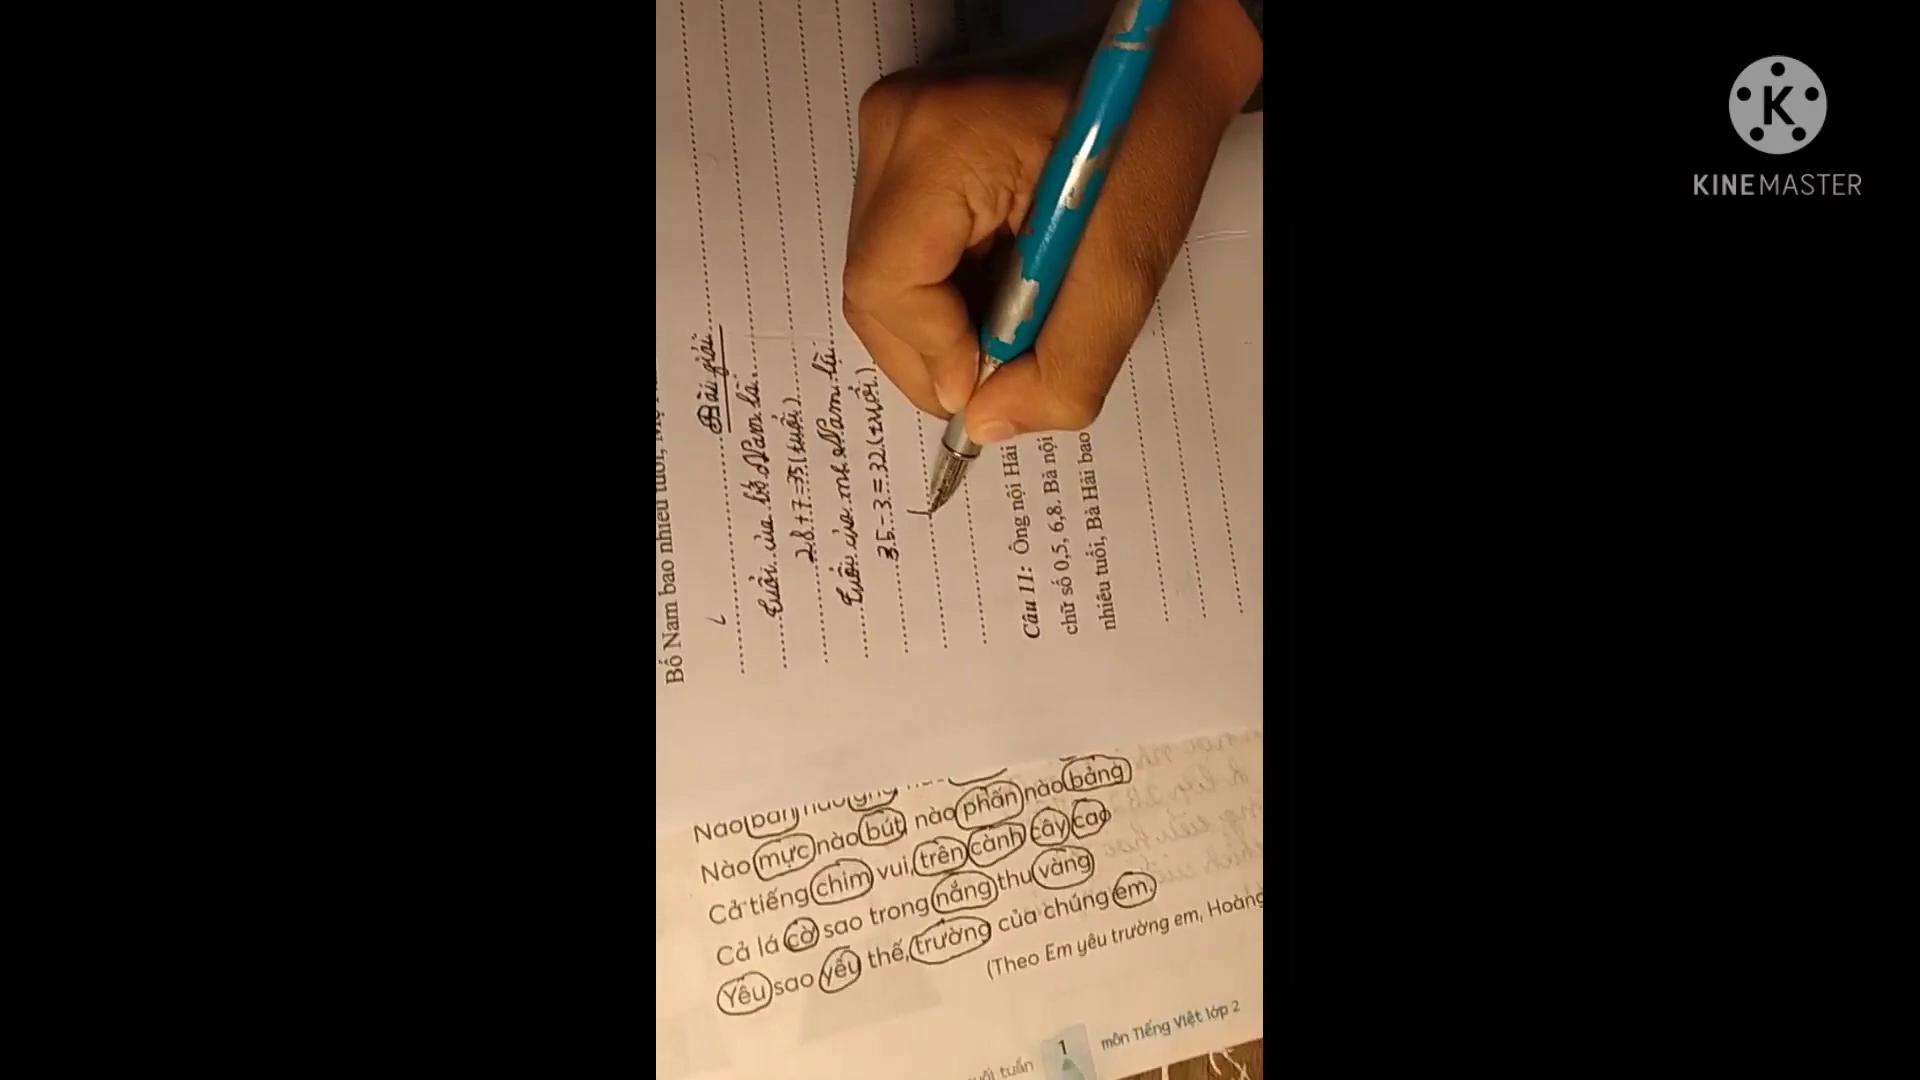 Bố Nam bao nhiêu tuổi,
Bài giải
Tuổi của bố Nam là
28 + 7 = 35 (tuổi)
Tuổi của mẹ Nam là
35 - 3 = 32 (tuổi)
Câu 11: Ông nội Hải
chữ số 0,5, 6,8. Bà nội
nhiêu tuổi, Bà Hải bao
Nào mực nào bút nào phấn nào bảng
Cả tiếng chim vui, trên cành cây cao
Cả lá cờ sao trong nắng thu vàng
Yêu sao yêu thế, trường của chúng em.
(Theo Em yêu trường em, Hoàng
tuần 1 môn Tiếng Việt lớp 2
KINEMASTER